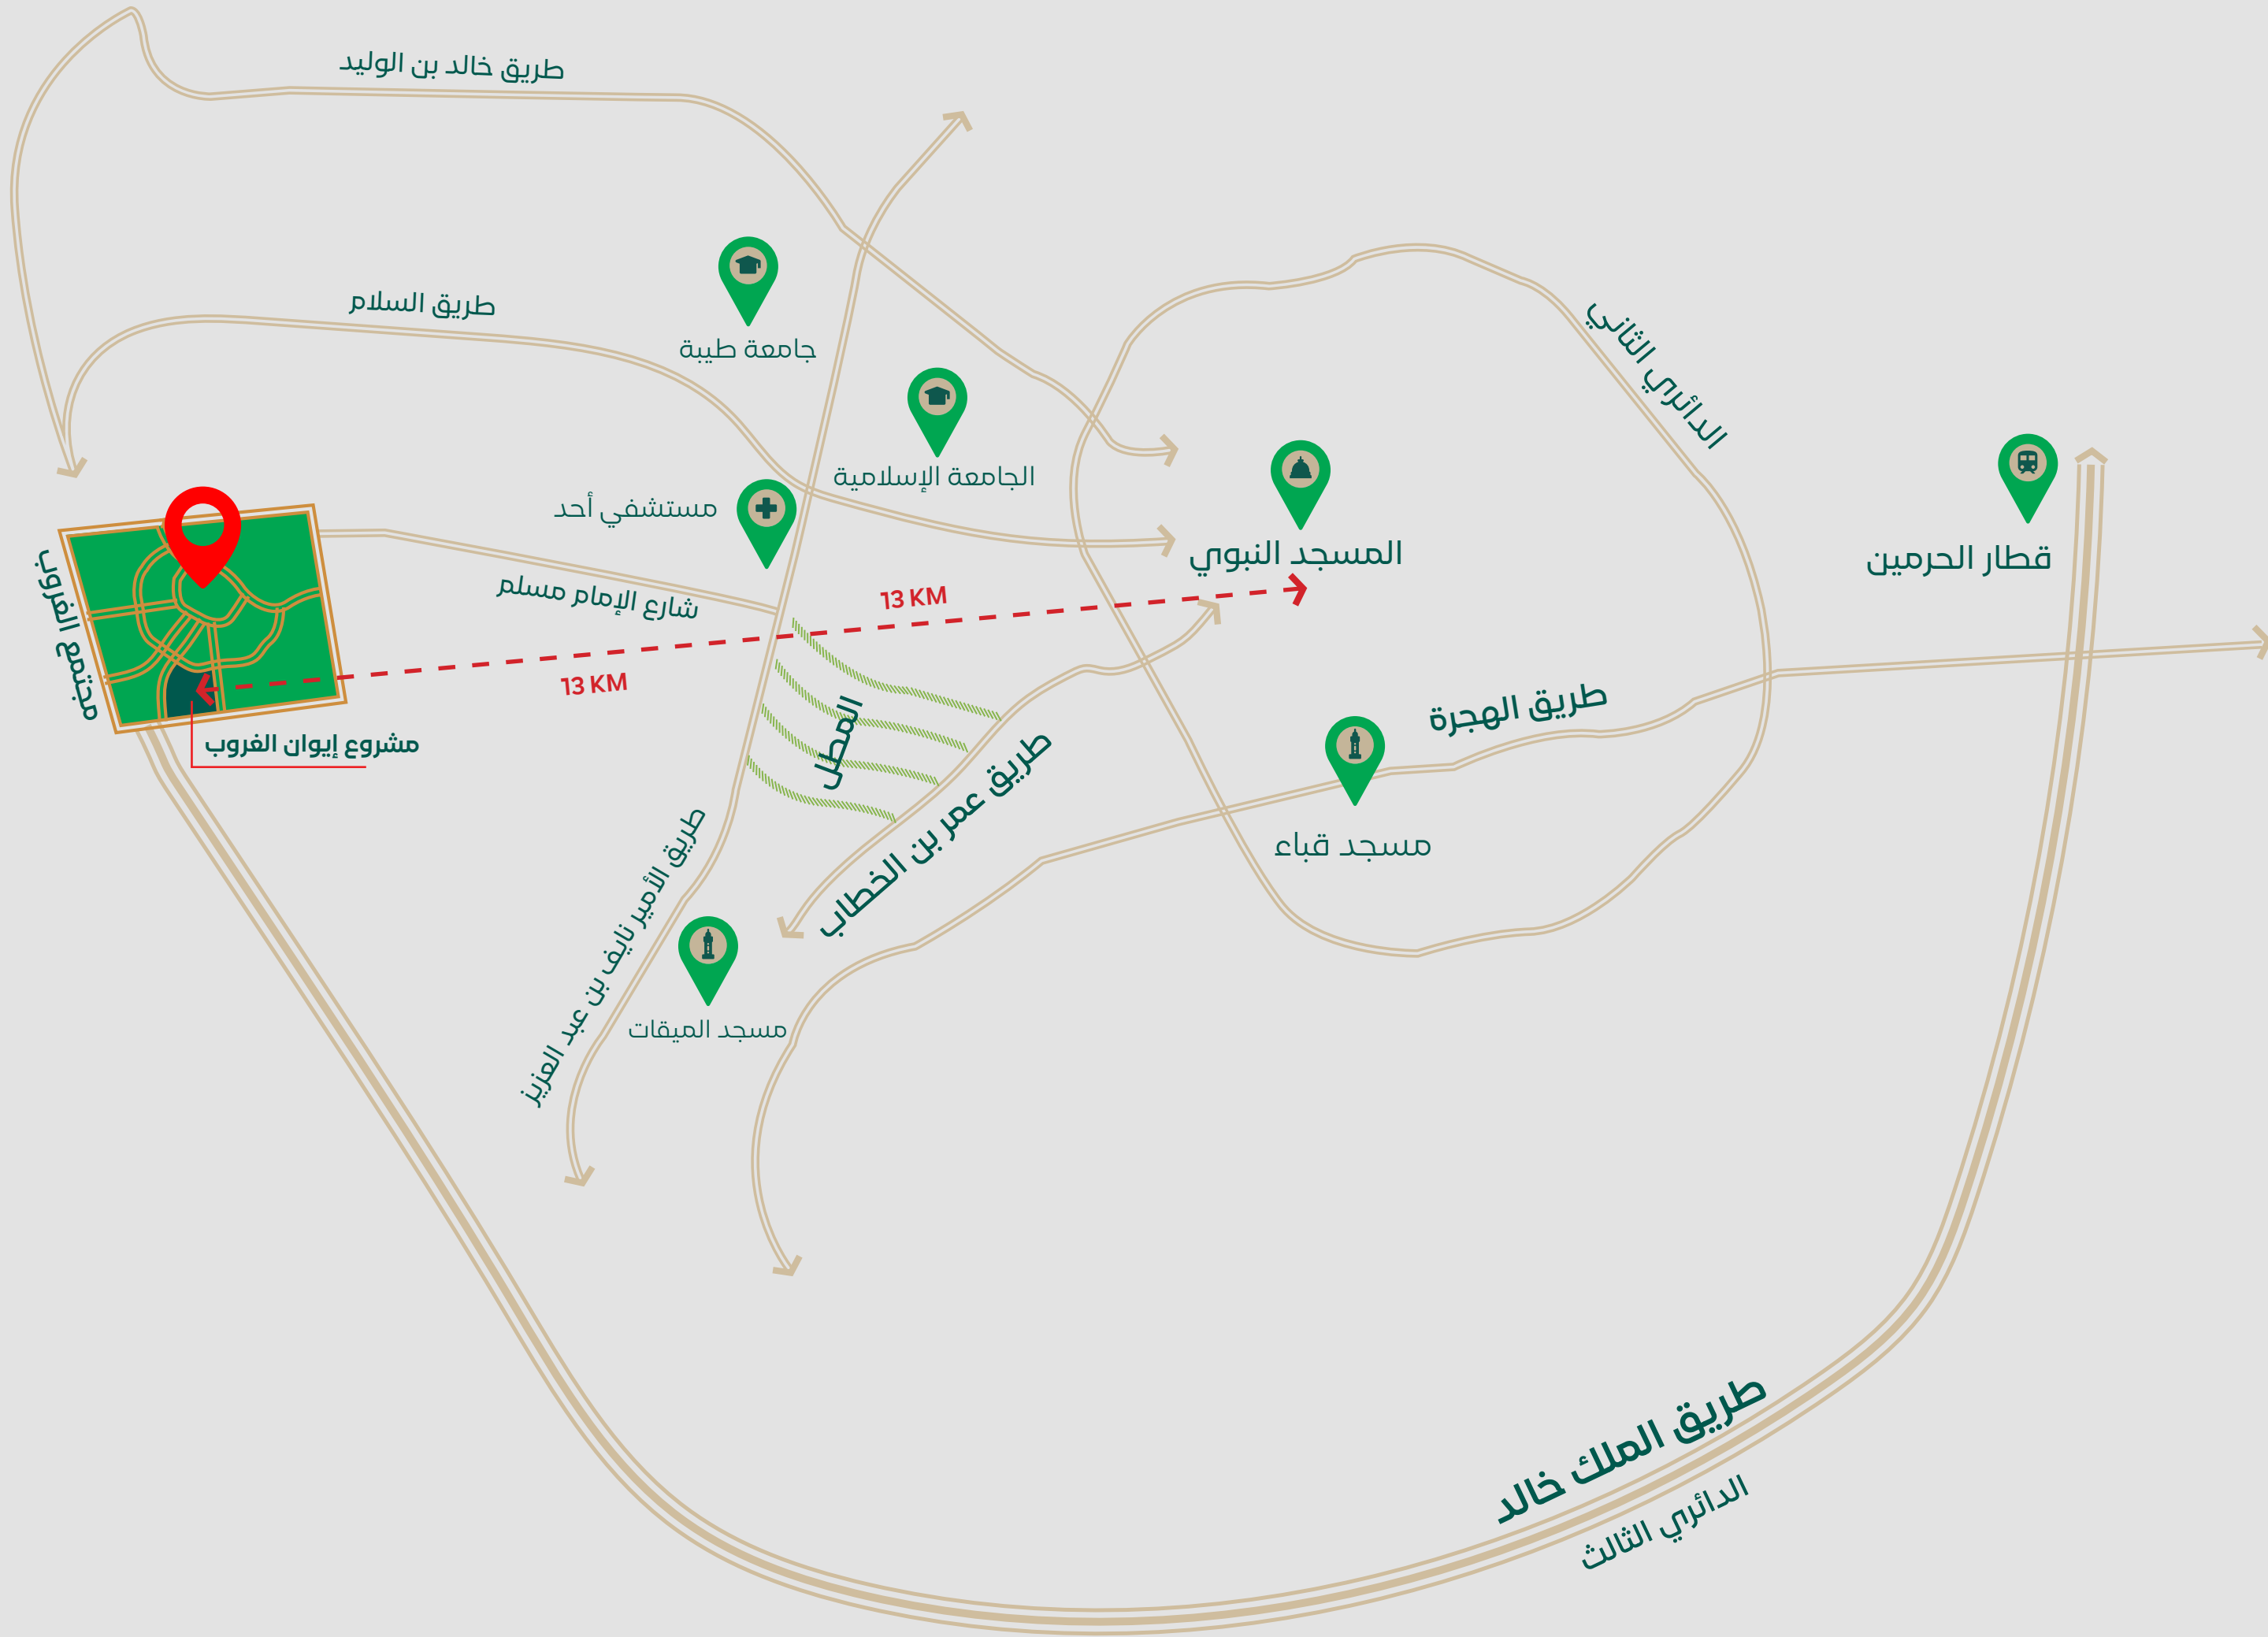 طريق خالد بن الوليد
طريق السلام
جامعة طيبة
الجامعة الإسلامية
الدائري الثاني
مستشفي أحد
المسجد النبوي
قطار الحرمين
شارع الإمام مسلم
13 KM
13 KM
مجتمع الغروب
مشروع إيوان الغروب
المطل
طريق الهجرة
طريق عمر بن الخطاب
مسجد قباء
طريق الأمير نايف بن عبد العزيز
مسجد الميقات
طريق الملك خالد
الدائري الثالث